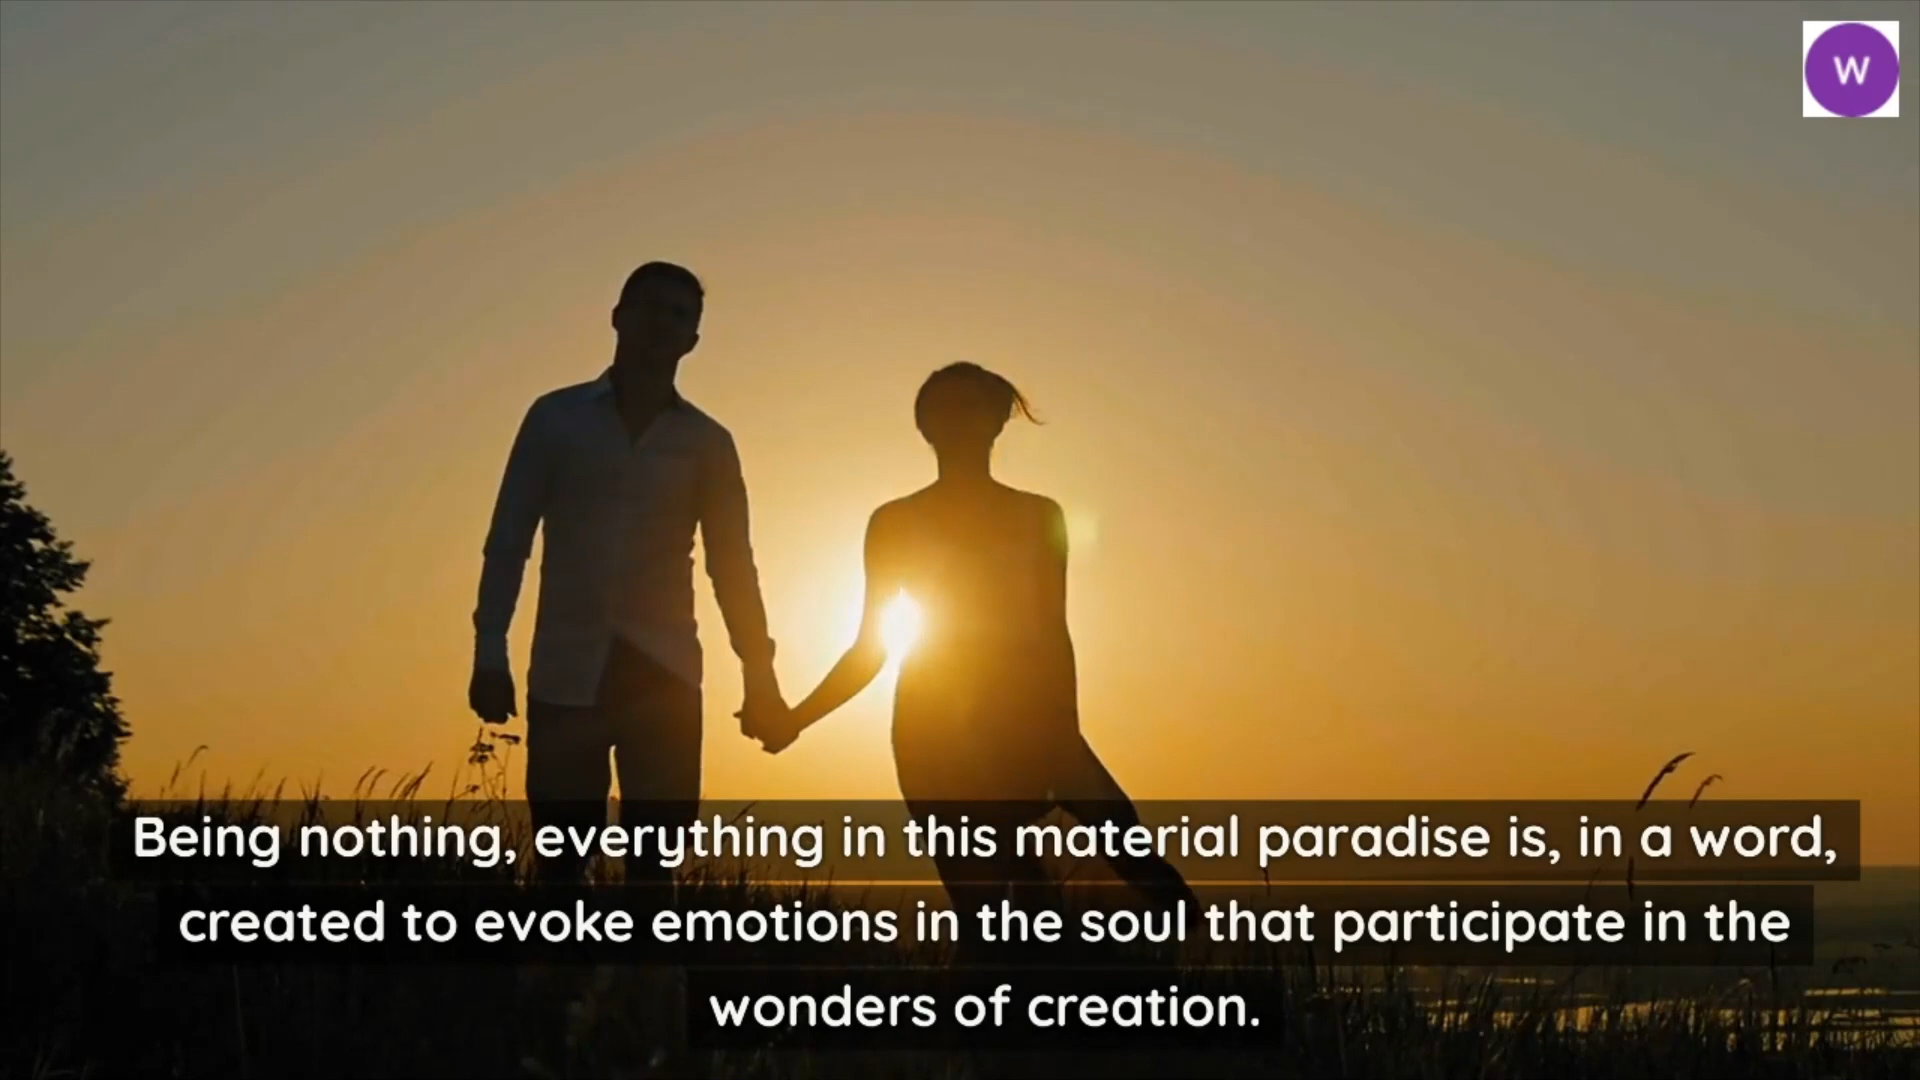 W
Being nothing, everything in this material paradise is, in a word,
created to evoke emotions in the soul that participate in the
wonders of creation.